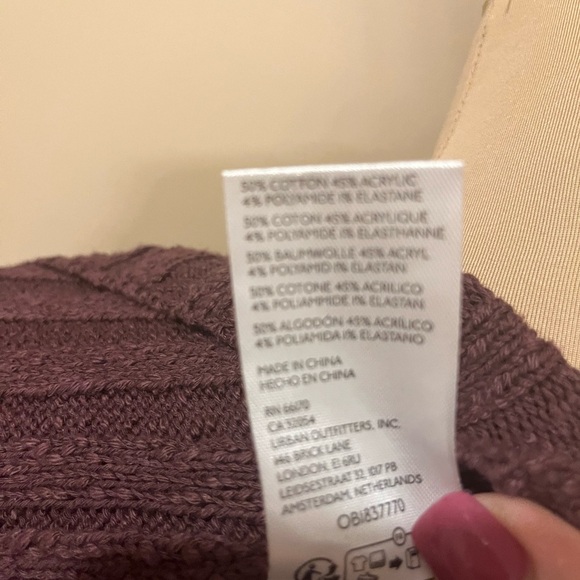 50% COTTON 45% ACRYLIC
4% POLYAMIDE 1% ELASTANE
50% COTON 45% ACRYLIQUE
4% POLYAMIDE 1% ELASTHANNE
50% BAUMWOLLE 45% ACRYL
4% POLYAMID 1% ELASTAN
50% COTONE 45% ACRILICO
4% POLIAMMIDE 1% ELASTAN
50% ALGODÓN 45% ACRÍLICO
4% POLIAMIDA 1% ELASTANO
MADE IN CHINA
HECHO EN CHINA
RN 66170
CA 32054
URBAN OUTFITTERS, INC.
146 BRICK LANE
LONDON, E1 6RU
LEIDSESTRAAT 32, 1017 PB
AMSTERDAM, NETHERLANDS
OB1837770